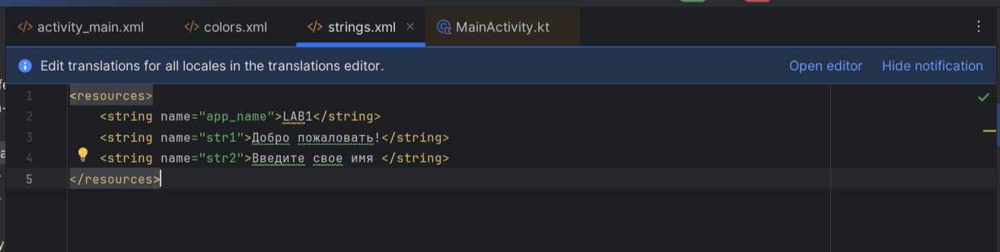 activity_main.xml colors.xml strings.xml MainActivity.kt
Edit translations for all locales in the translations editor. Open editor Hide notification
1 <resources>
2 <string name="app_name">LAB1</string>
3 <string name="str1">Добро пожаловать!</string>
4 <string name="str2">Введите свое имя </string>
5 </resources>